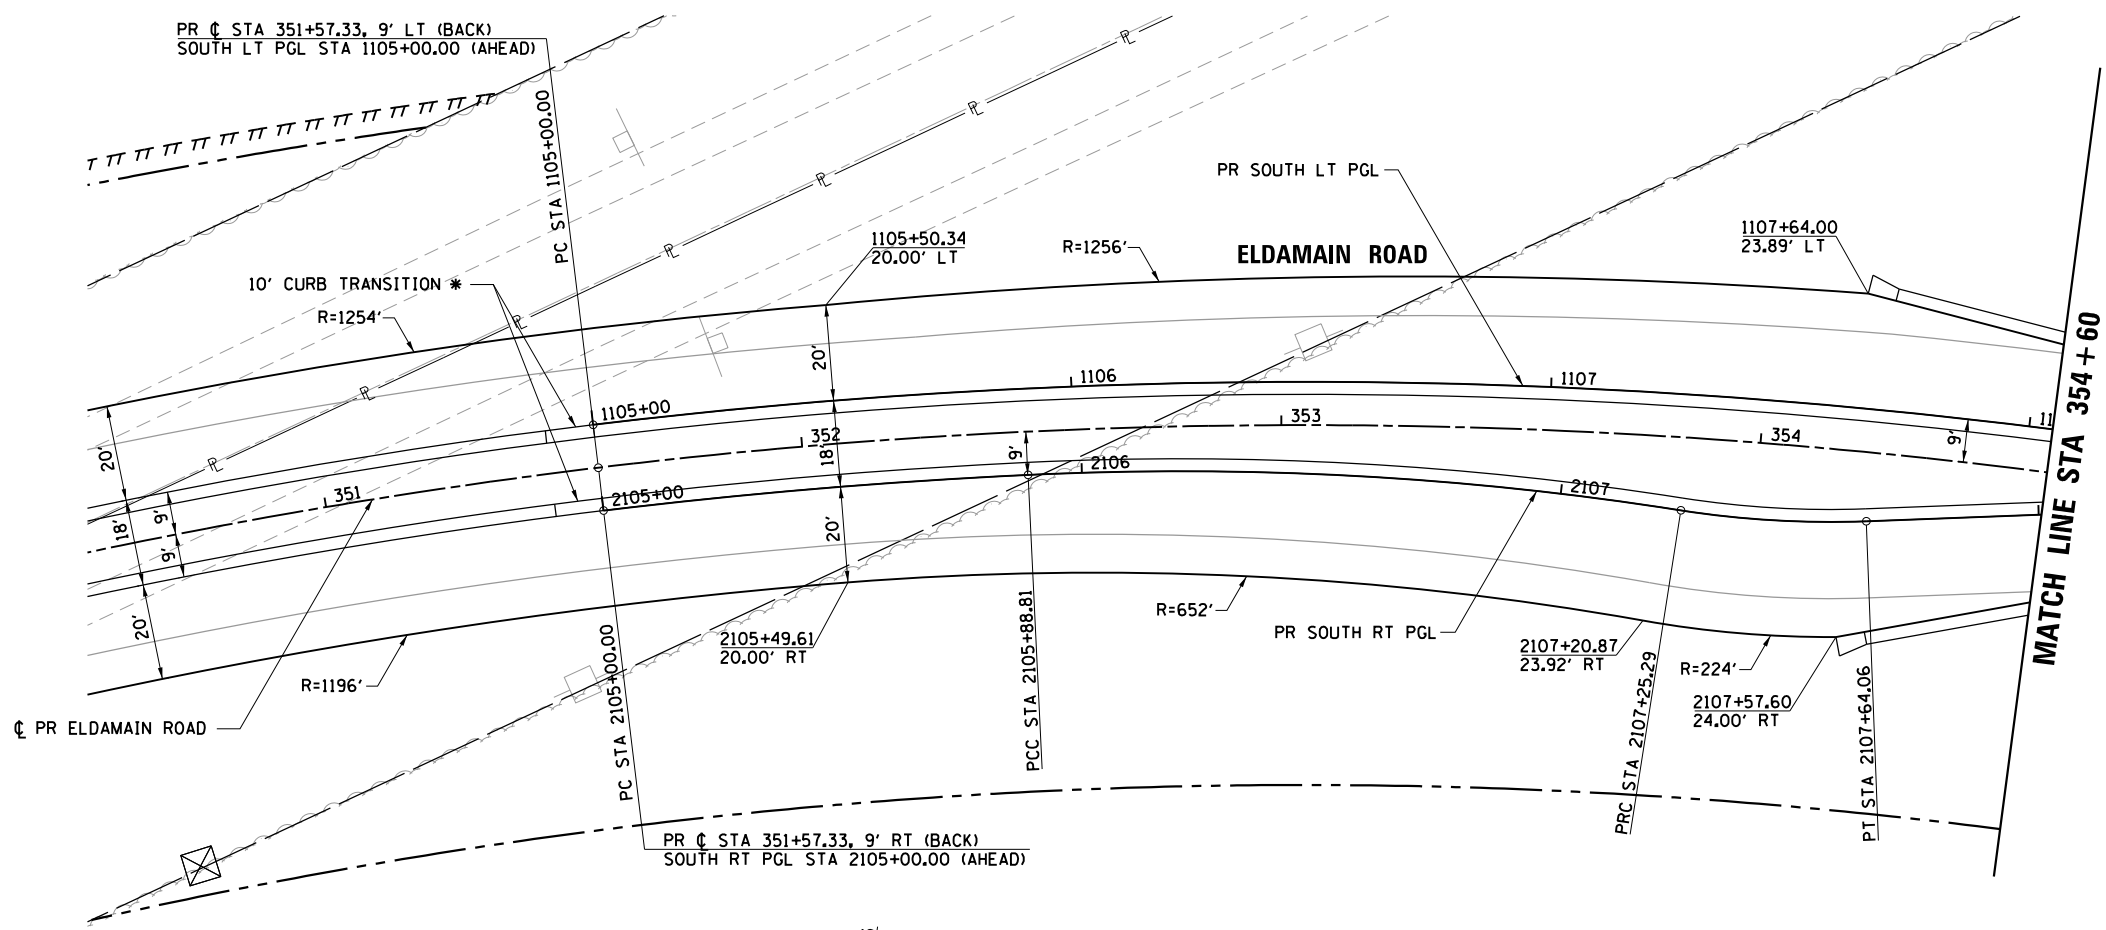 PR ℄ STA 351+57.33, 9' LT (BACK)
SOUTH LT PGL STA 1105+00.00 (AHEAD)
PC STA 1105+00.00
PR SOUTH LT PGL
1105+50.34
20.00' LT
R=1256'
ELDAMAIN ROAD
1107+64.00
23.89' LT
10' CURB TRANSITION *
R=1254'
20'
1105+00
1106
1107
11
352
353
354
9'
18'
9'
20'
18'
9'
9'
351
2105+00
2106
2107
20'
20'
R=1196'
2105+49.61
20.00' RT
R=652'
PR SOUTH RT PGL
2107+20.87
23.92' RT
R=224'
2107+57.60
24.00' RT
℄ PR ELDAMAIN ROAD
PC STA 2105+00.00
PCC STA 2105+88.81
PRC STA 2107+25.29
PT STA 2107+64.06
MATCH LINE STA 354+60
PR ℄ STA 351+57.33, 9' RT (BACK)
SOUTH RT PGL STA 2105+00.00 (AHEAD)